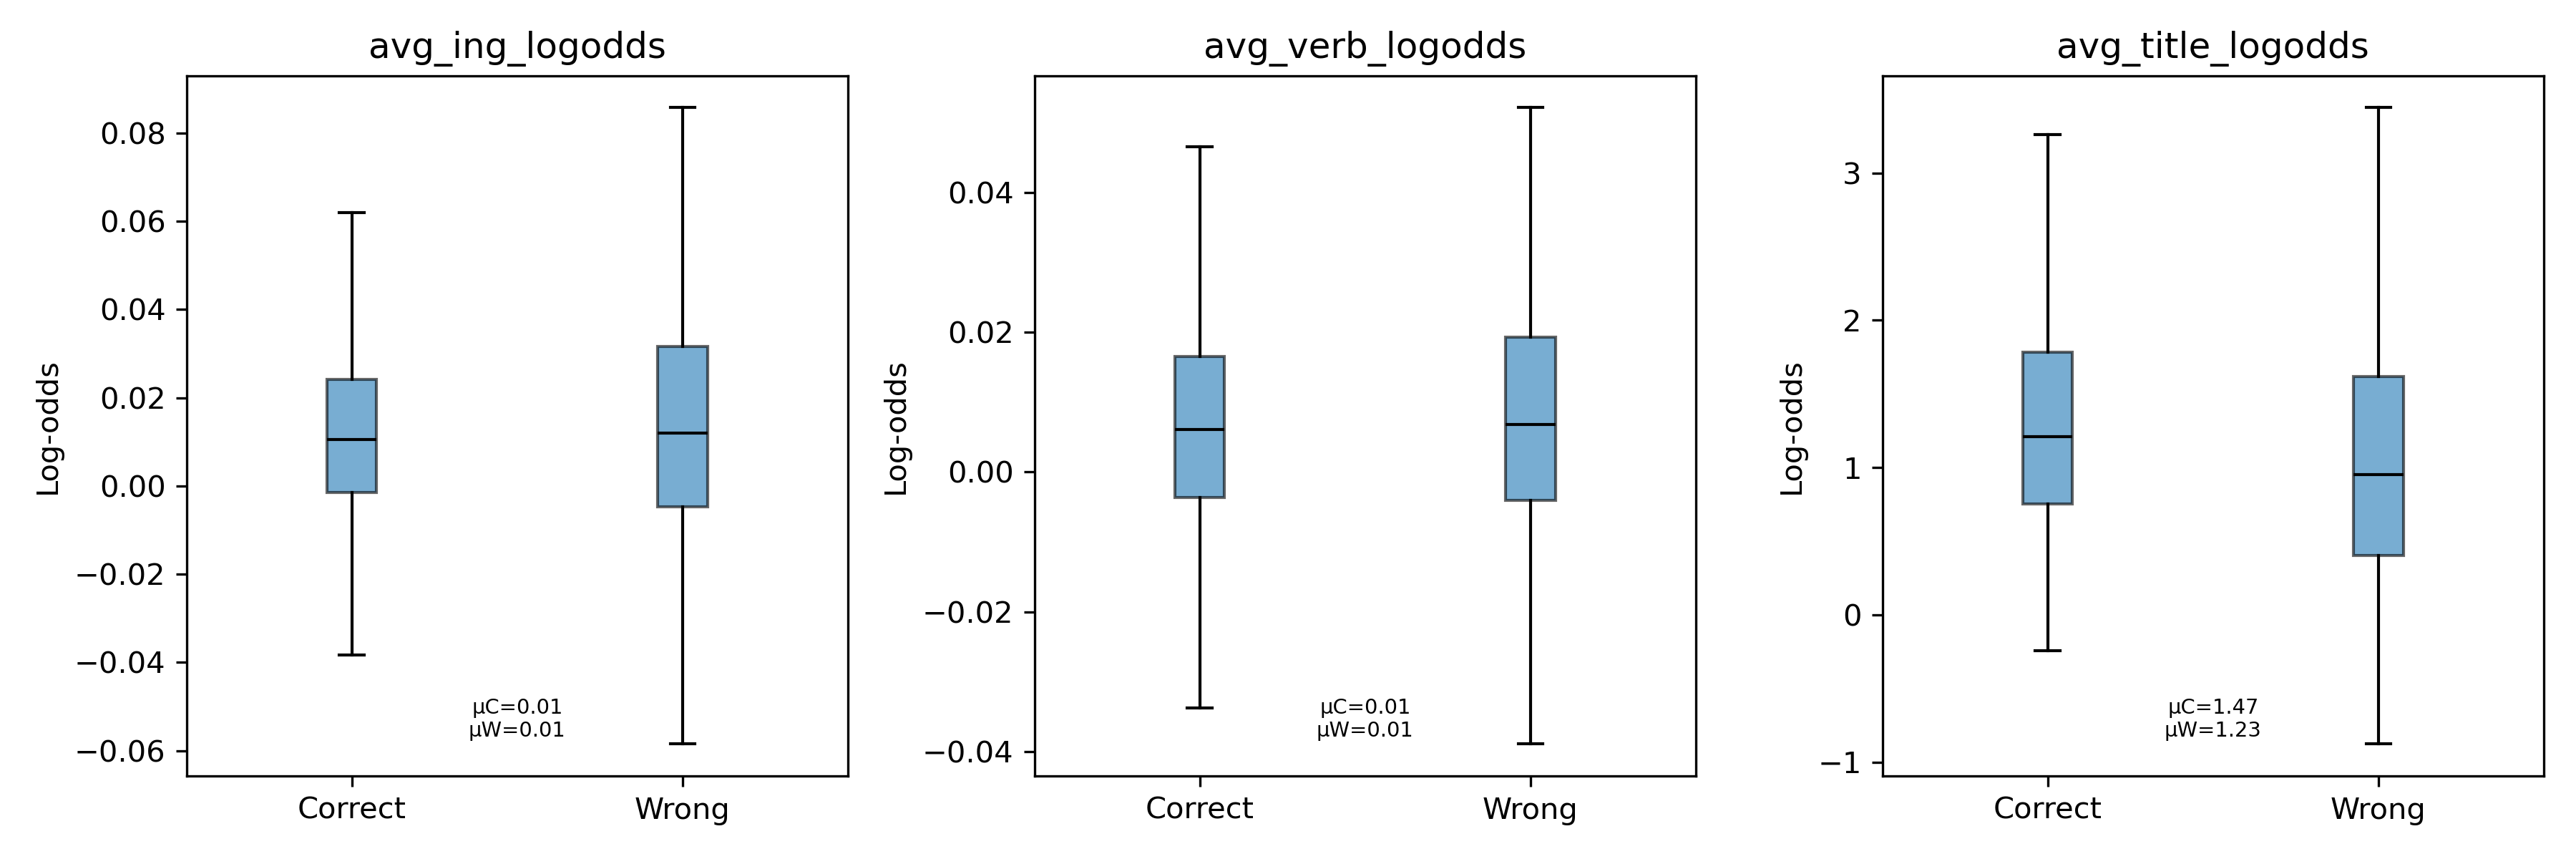 avg_ing_logodds
Log-odds
0.08
0.06
0.04
0.02
0.00
−0.02
−0.04
−0.06
μC=0.01
μW=0.01
Correct
Wrong
avg_verb_logodds
Log-odds
0.04
0.02
0.00
−0.02
−0.04
μC=0.01
μW=0.01
Correct
Wrong
avg_title_logodds
Log-odds
3
2
1
0
−1
μC=1.47
μW=1.23
Correct
Wrong